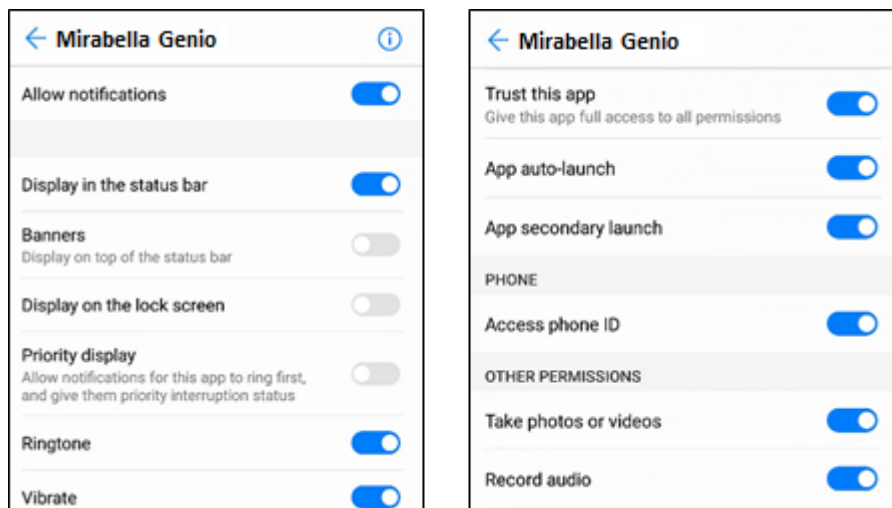 Mirabella Genio
Allow notifications
Display in the status bar
Banners
Display on top of the status bar
Display on the lock screen
Priority display
Allow notifications for this app to ring first,
and give them priority interruption status
Ringtone
Vibrate
Mirabella Genio
Trust this app
Give this app full access to all permissions
App auto-launch
App secondary launch
PHONE
Access phone ID
OTHER PERMISSIONS
Take photos or videos
Record audio